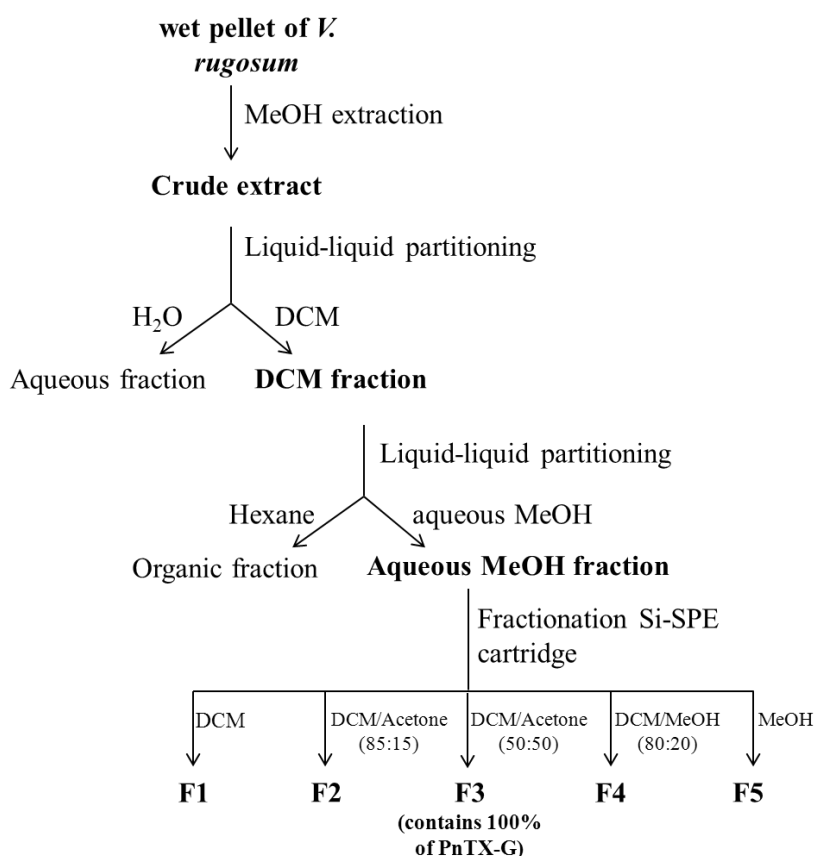 wet pellet of V.
rugosum
MeOH extraction
Crude extract
Liquid-liquid partitioning
H₂O DCM
Aqueous fraction DCM fraction
Liquid-liquid partitioning
Hexane aqueous MeOH
Organic fraction Aqueous MeOH fraction
Fractionation Si-SPE
cartridge
DCM DCM/Acetone DCM/Acetone DCM/MeOH MeOH
(85:15) (50:50) (80:20)
F1 F2 F3 F4 F5
(contains 100%
of PnTX-G)